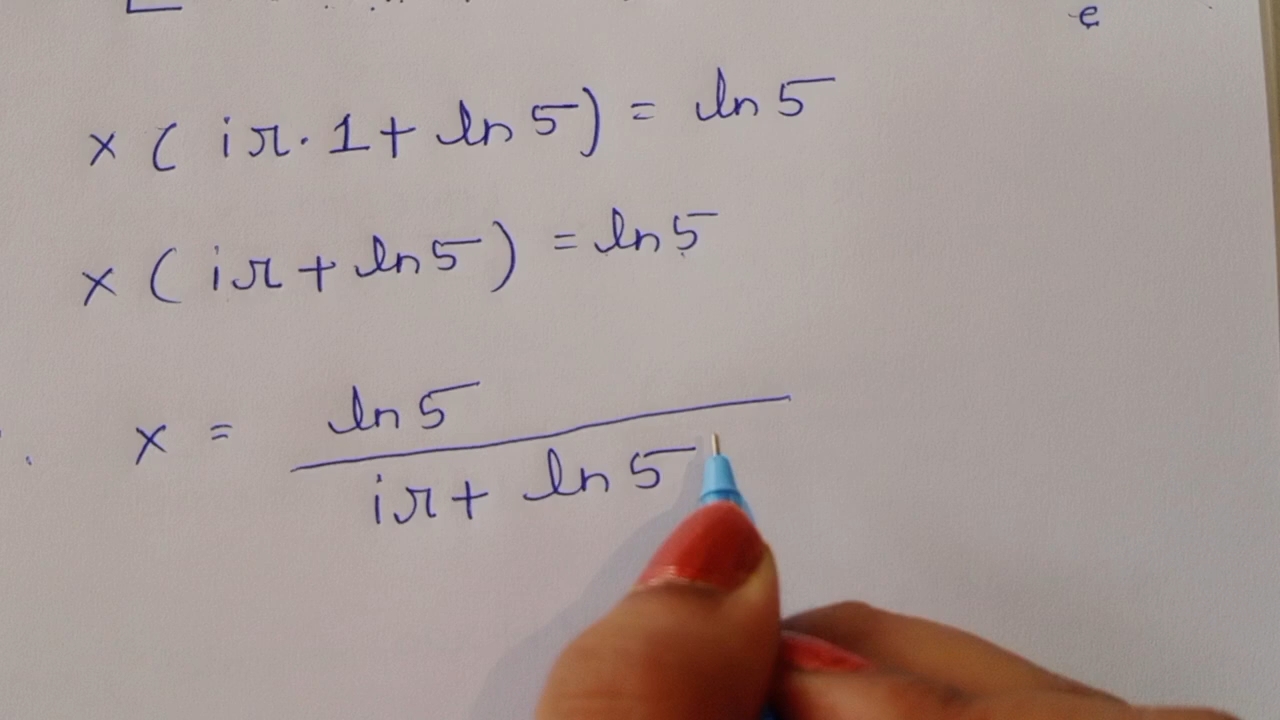 e
x ( iπ · 1 + ln 5 ) = ln 5
x ( iπ + ln 5 ) = ln 5
x = ln 5 / iπ + ln 5